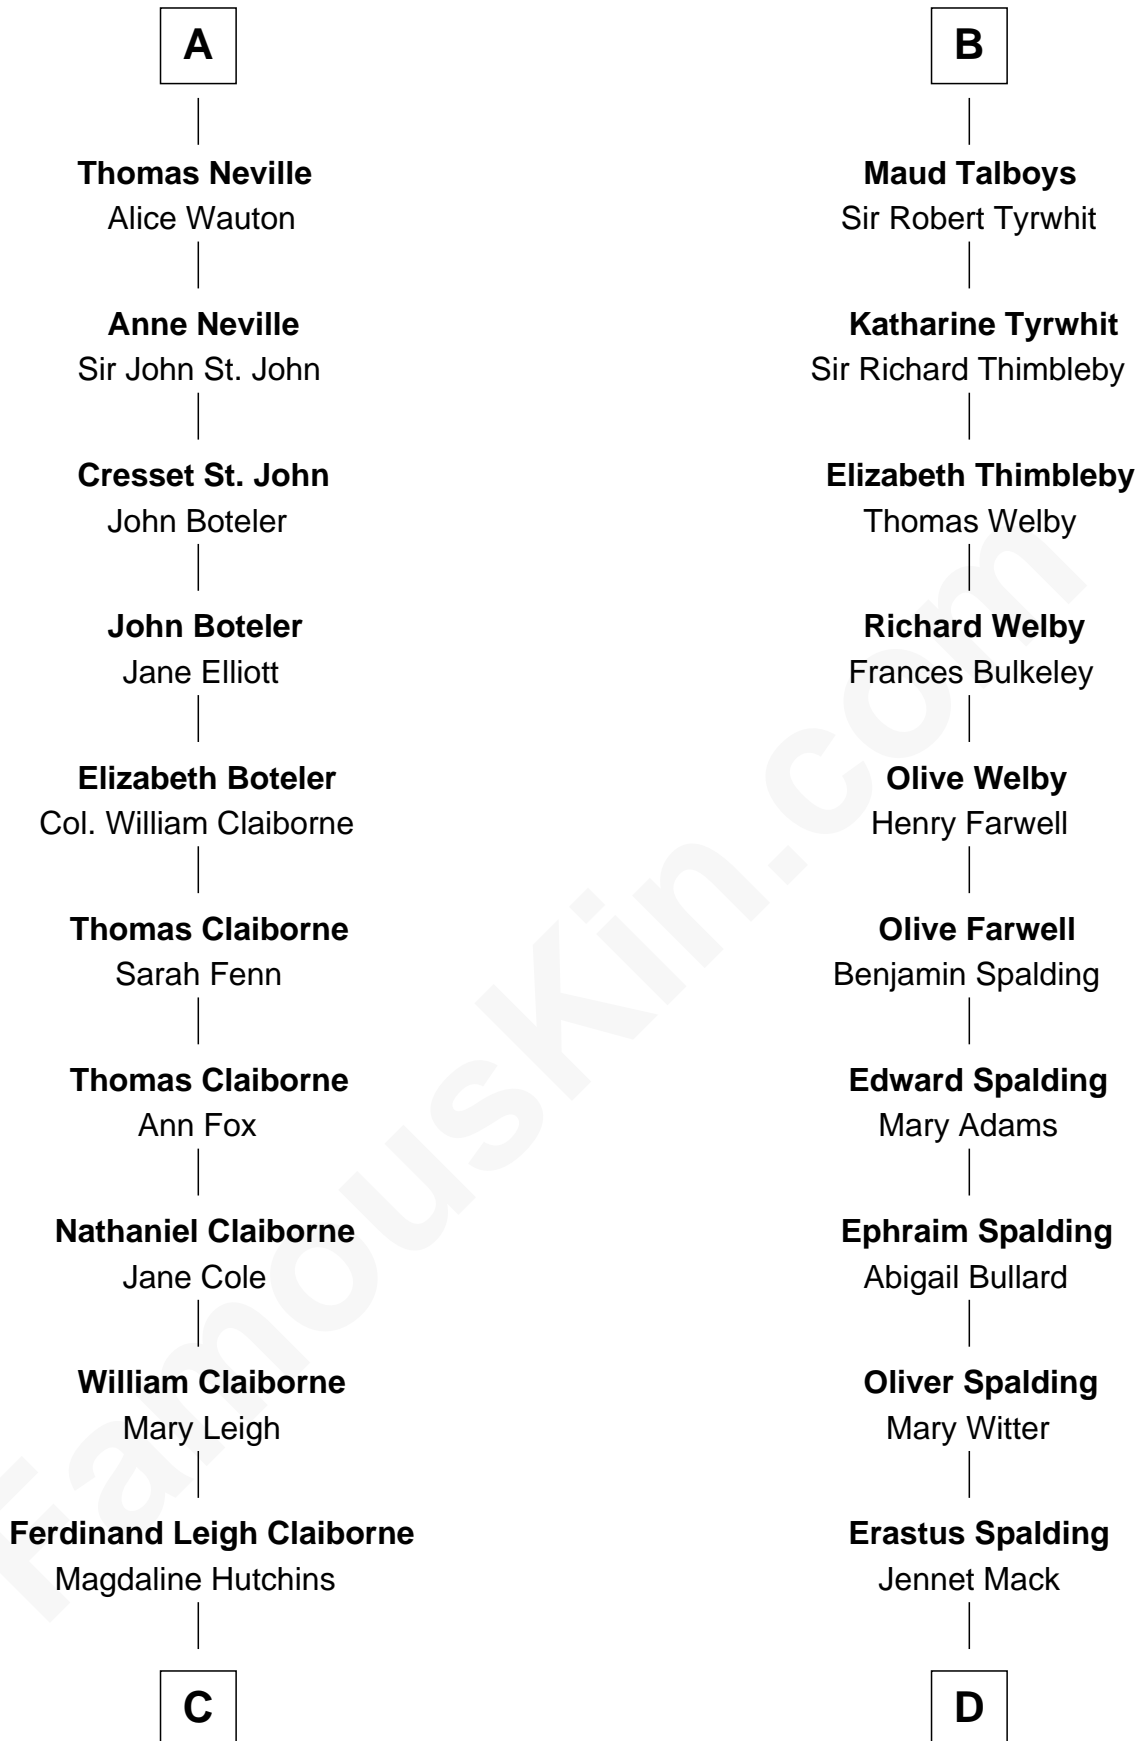 A
Thomas Neville
Alice Wauton
Anne Neville
Sir John St. John
Cresset St. John
John Boteler
John Boteler
Jane Elliott
Elizabeth Boteler
Col. William Claiborne
Thomas Claiborne
Sarah Fenn
Thomas Claiborne
Ann Fox
Nathaniel Claiborne
Jane Cole
William Claiborne
Mary Leigh
Ferdinand Leigh Claiborne
Magdaline Hutchins
C
B
Maud Talboys
Sir Robert Tyrwhit
Katharine Tyrwhit
Sir Richard Thimbleby
Elizabeth Thimbleby
Thomas Welby
Richard Welby
Frances Bulkeley
Olive Welby
Henry Farwell
Olive Farwell
Benjamin Spalding
Edward Spalding
Mary Adams
Ephraim Spalding
Abigail Bullard
Oliver Spalding
Mary Witter
Erastus Spalding
Jennet Mack
D
FamousKin.com